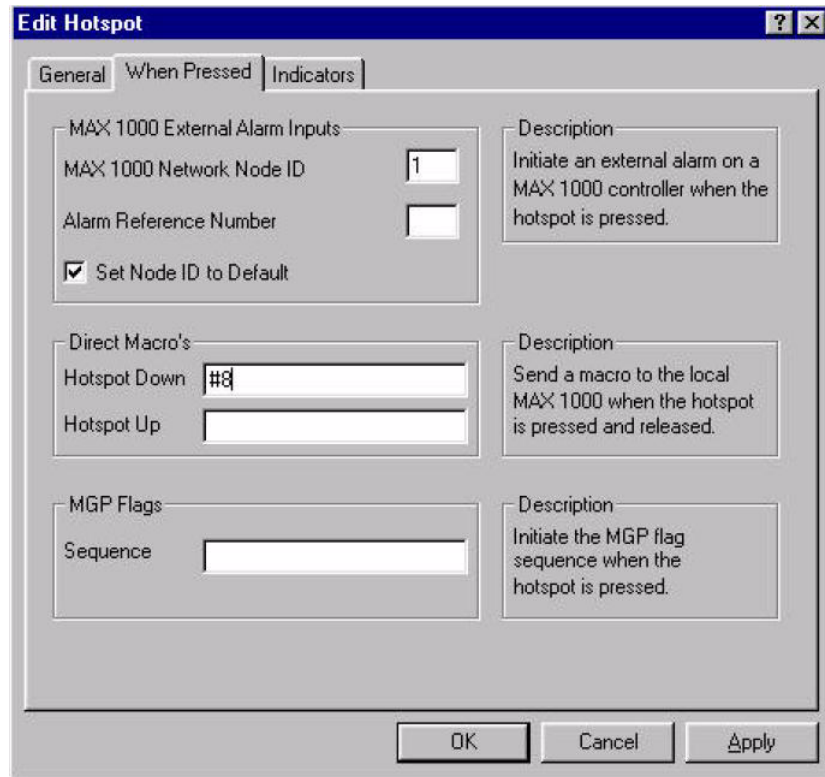 Edit Hotspot
General When Pressed Indicators
MAX 1000 External Alarm Inputs
MAX 1000 Network Node ID 1
Alarm Reference Number
Set Node ID to Default
Description
Initiate an external alarm on a
MAX 1000 controller when the
hotspot is pressed.
Direct Macro's
Hotspot Down #8
Hotspot Up
Description
Send a macro to the local
MAX 1000 when the hotspot
is pressed and released.
MGP Flags
Sequence
Description
Initiate the MGP flag
sequence when the
hotspot is pressed.
OK Cancel Apply